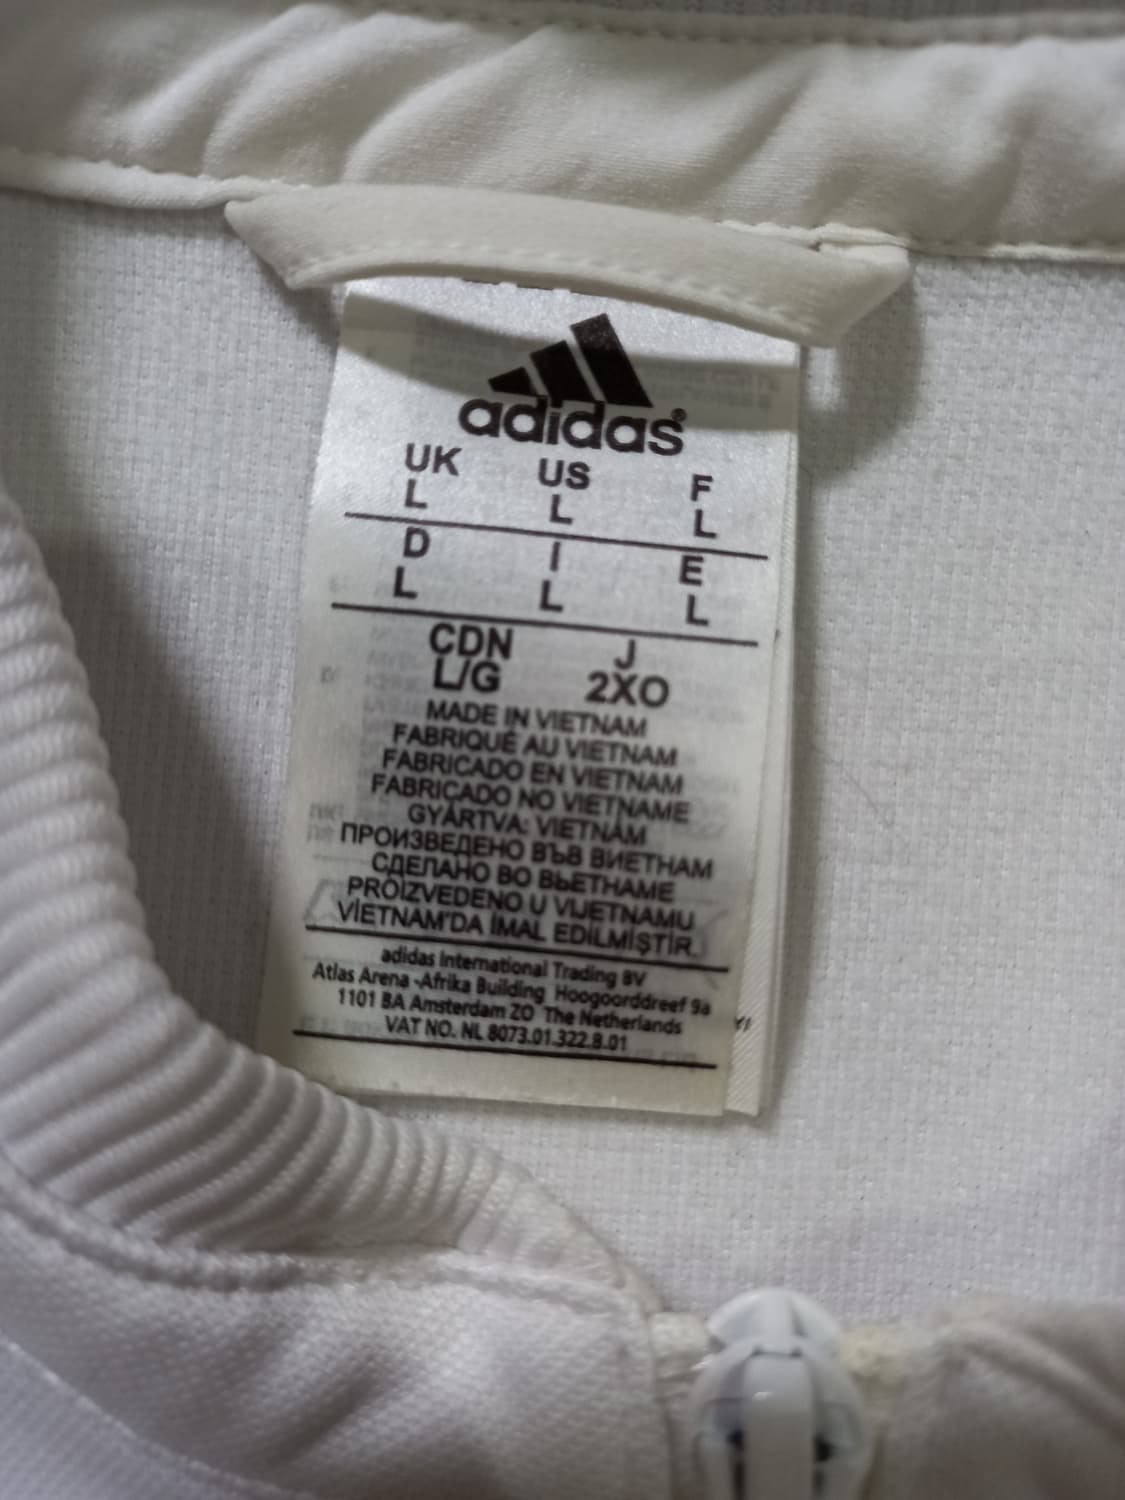 adidas®
UK US F
L L L
D I E
L L L
CDN J
L/G 2XO
MADE IN VIETNAM
FABRIQUÉ AU VIETNAM
FABRICADO EN VIETNAM
FABRICADO NO VIETNAME
GYÁRTVA: VIETNÁM
ПРОИЗВЕДЕНО ВЪВ ВИЕТНАМ
СДЕЛАНО ВО ВЬЕТНАМЕ
PROIZVEDENO U VIJETNAMU
VİETNAM'DA İMAL EDİLMİŞTİR.
adidas International Trading BV
Atlas Arena -Afrika Building Hoogoorddreef 9a
1101 BA Amsterdam ZO The Netherlands
VAT NO. NL 8073.01.322.B.01